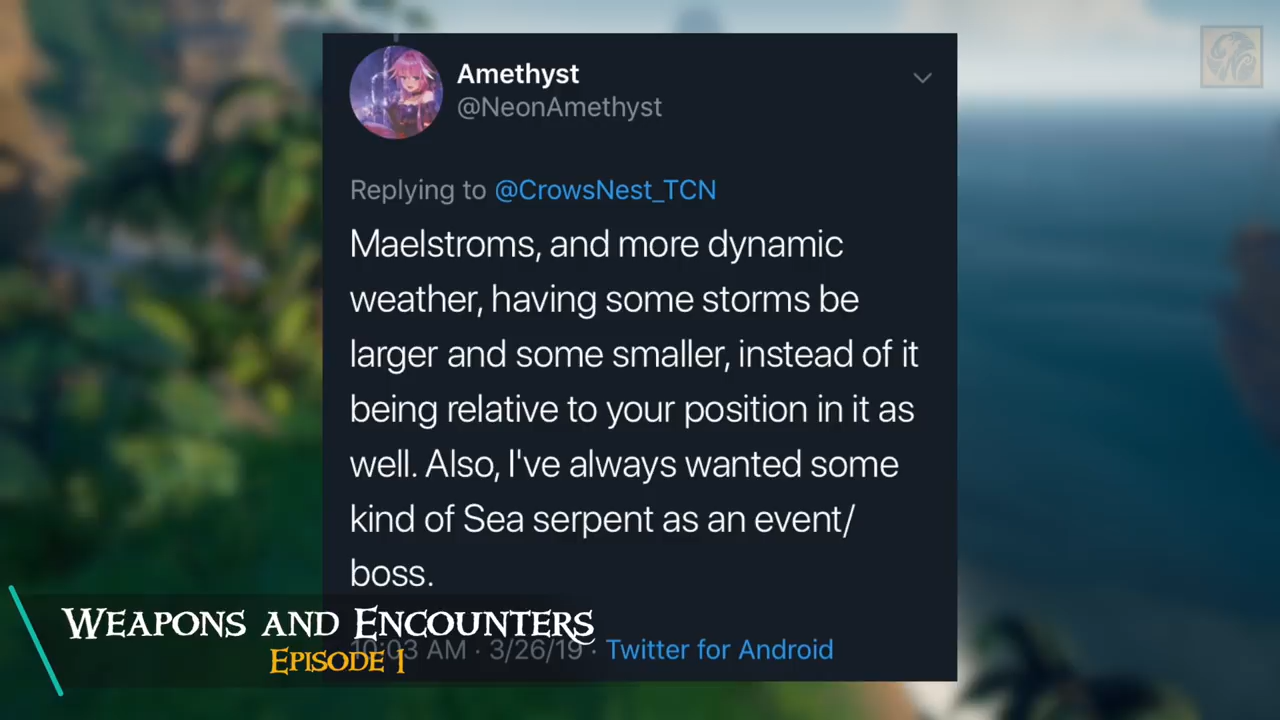 Amethyst
@NeonAmethyst
Replying to @CrowsNest_TCN
Maelstroms, and more dynamic
weather, having some storms be
larger and some smaller, instead of it
being relative to your position in it as
well. Also, I've always wanted some
kind of Sea serpent as an event/
boss.
10:03 AM · 3/26/19 · Twitter for Android
Weapons and Encounters
Episode 1